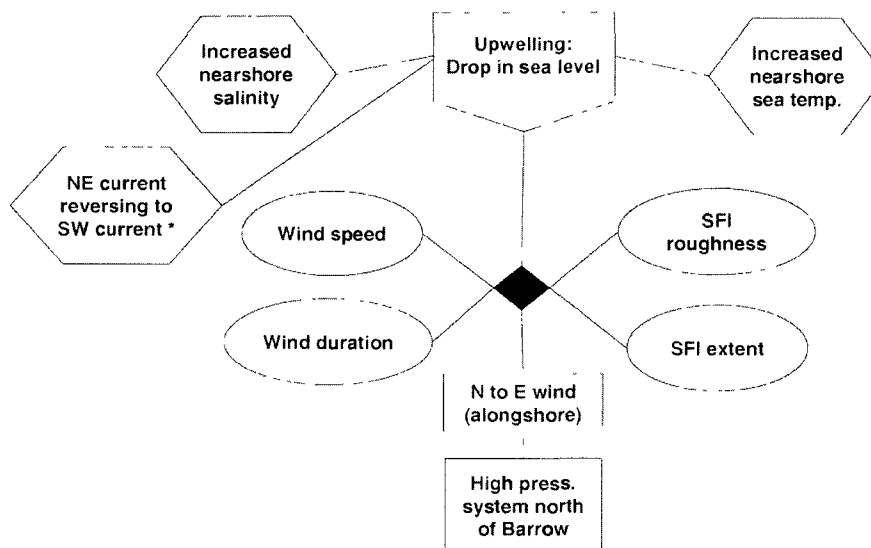 Increased
nearshore
salinity
Upwelling:
Drop in sea level
Increased
nearshore
sea temp.
NE current
reversing to
SW current *
Wind speed
SFI
roughness
Wind duration
SFI extent
N to E wind
(alongshore)
High press.
system north
of Barrow